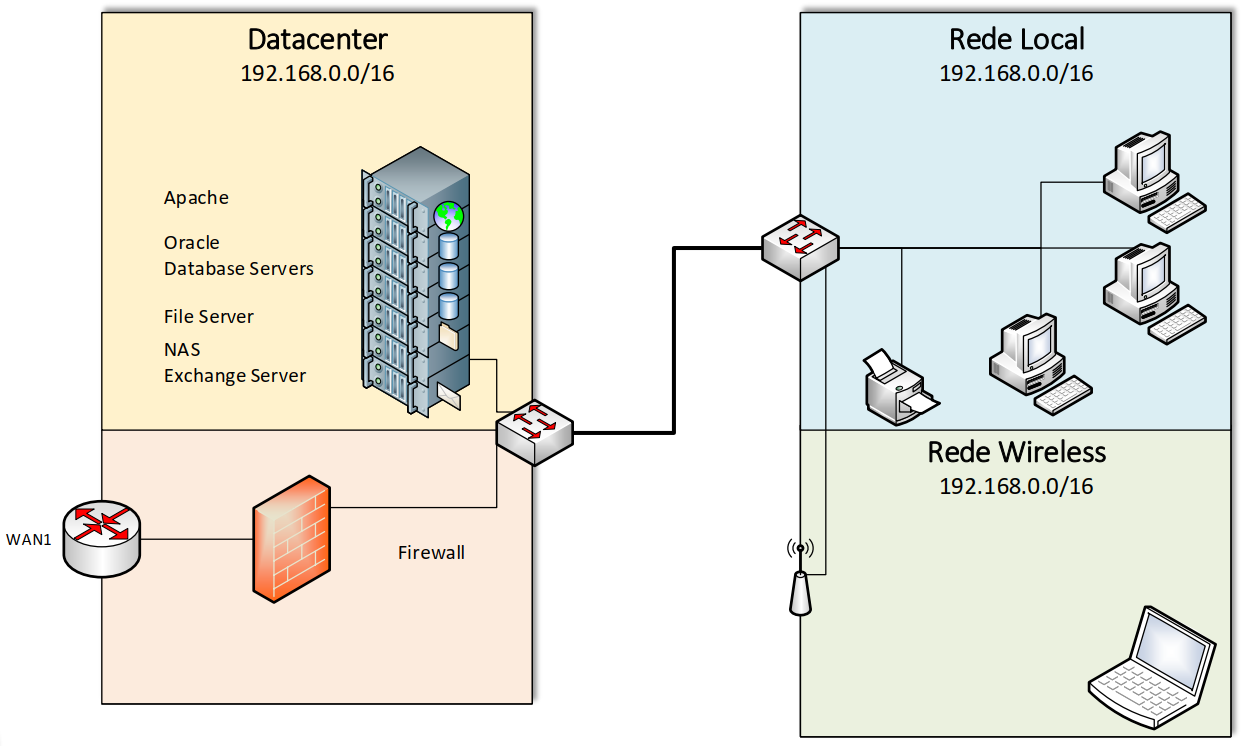 Datacenter
192.168.0.0/16
Apache
Oracle
Database Servers
File Server
NAS
Exchange Server
WAN1
Firewall
Rede Local
192.168.0.0/16
Rede Wireless
192.168.0.0/16